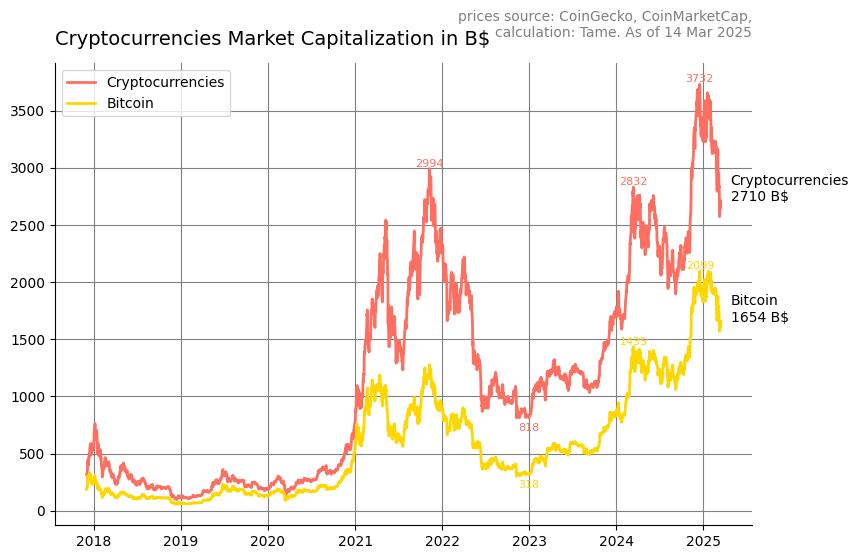 prices source: CoinGecko, CoinMarketCap,
calculation: Tame. As of 14 Mar 2025
Cryptocurrencies Market Capitalization in B$
Cryptocurrencies
Bitcoin
3732
2994
2832
2099
1435
818
318
Cryptocurrencies
2710 B$
Bitcoin
1654 B$
3500
3000
2500
2000
1500
1000
500
0
2018 2019 2020 2021 2022 2023 2024 2025